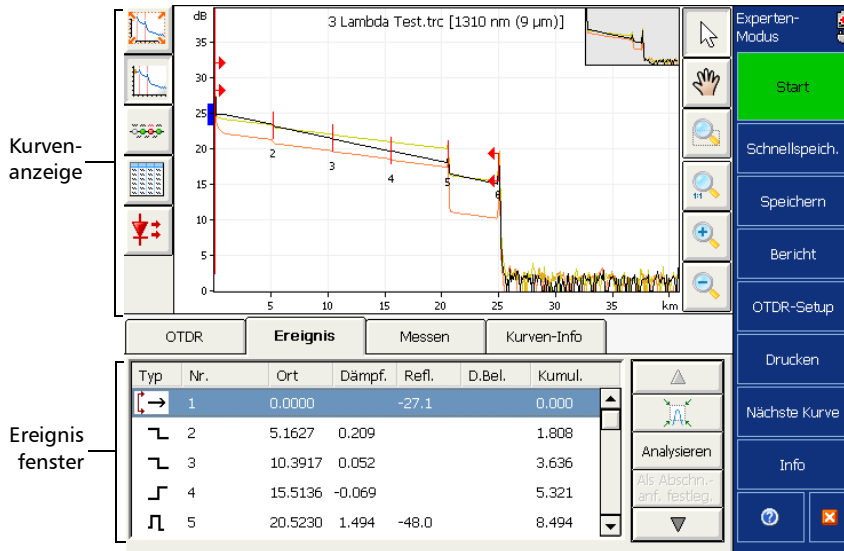 Kurven-
anzeige
Ereignis
fenster
dB
3 Lambda Test.trc [1310 nm (9 µm)]
35
30
25
20
15
10
5
0
2
3
4
5
6
5 10 15 20 25 30 35 km
1:1
Experten-
Modus
Start
Schnellspeich.
Speichern
Bericht
OTDR-Setup
Drucken
Nächste Kurve
Info
OTDR Ereignis Messen Kurven-Info
Typ Nr. Ort Dämpf. Refl. D.Bel. Kumul.
1 0.0000 -27.1 0.000
2 5.1627 0.209 1.808
3 10.3917 0.052 3.636
4 15.5136 -0.069 5.321
5 20.5230 1.494 -48.0 8.494
Analysieren
Als Abschn.-
anf. festleg.